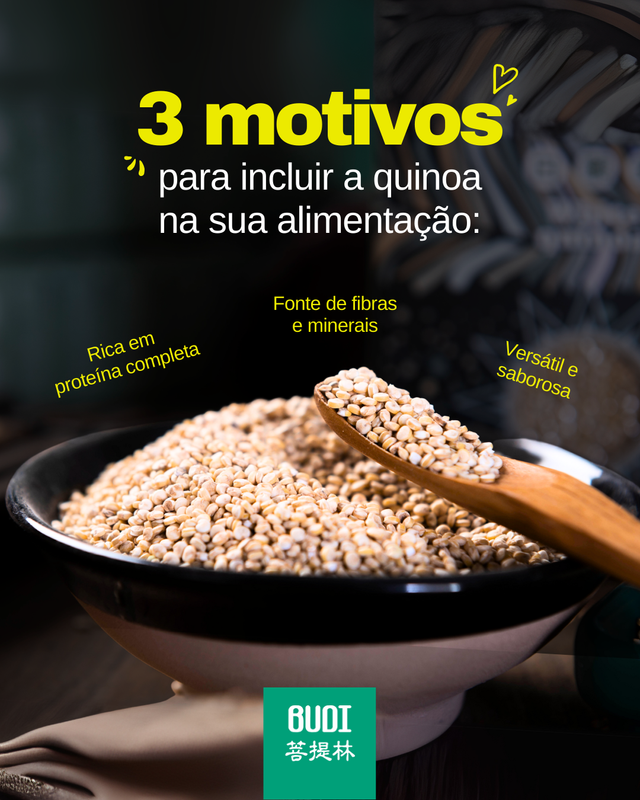 3 motivos
para incluir a quinoa
na sua alimentação:
Fonte de fibras
e minerais
Rica em
proteína completa
Versátil e
saborosa
BUDI
菩提林